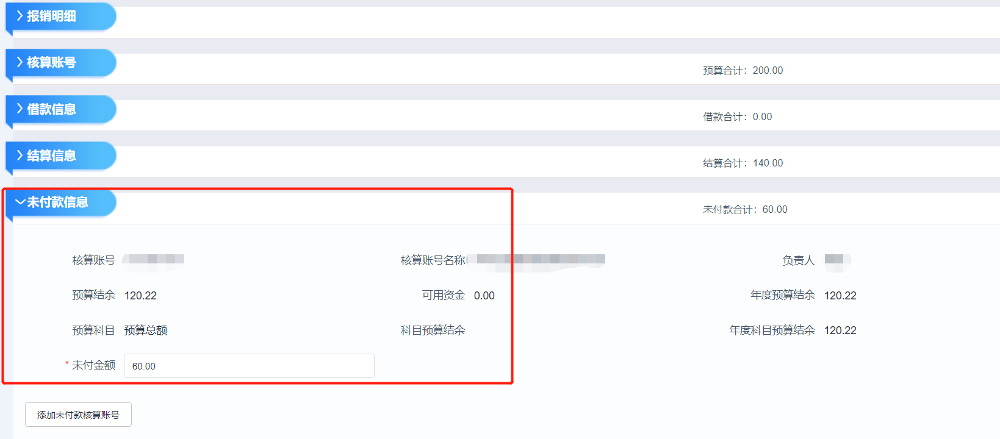 报销明细
核算账号
预算合计：200.00
借款信息
借款合计：0.00
结算信息
结算合计：140.00
未付款信息
未付款合计：60.00
核算账号 核算账号名称 负责人
预算结余 120.22 可用资金 0.00 年度预算结余 120.22
预算科目 预算总额 科目预算结余 年度科目预算结余 120.22
* 未付金额 60.00
添加未付款核算账号